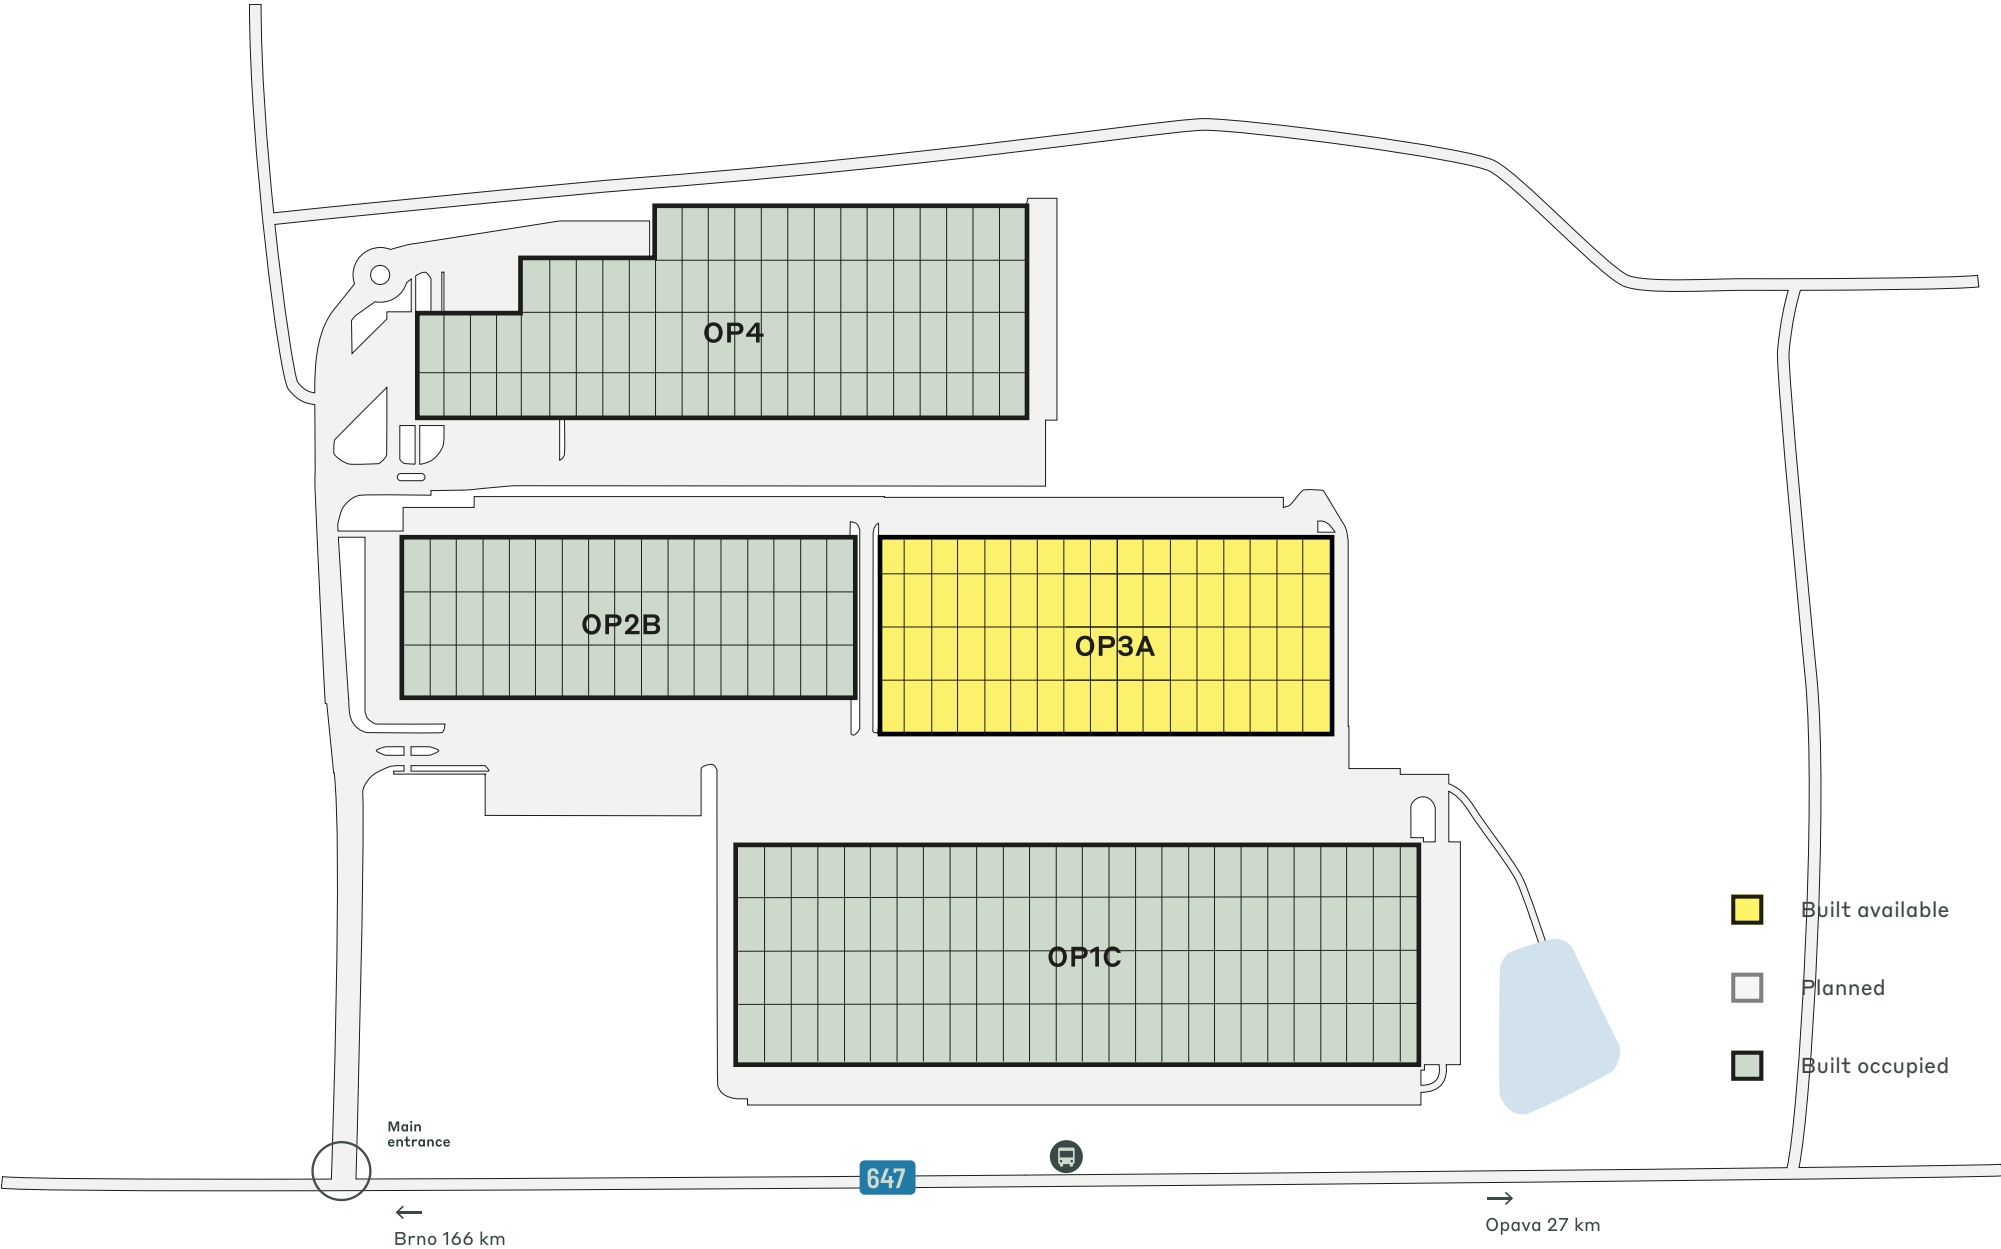 OP4
OP2B
OP3A
OP1C
Built available
Planned
Built occupied
Main
entrance
647
Brno 166 km
Opava 27 km